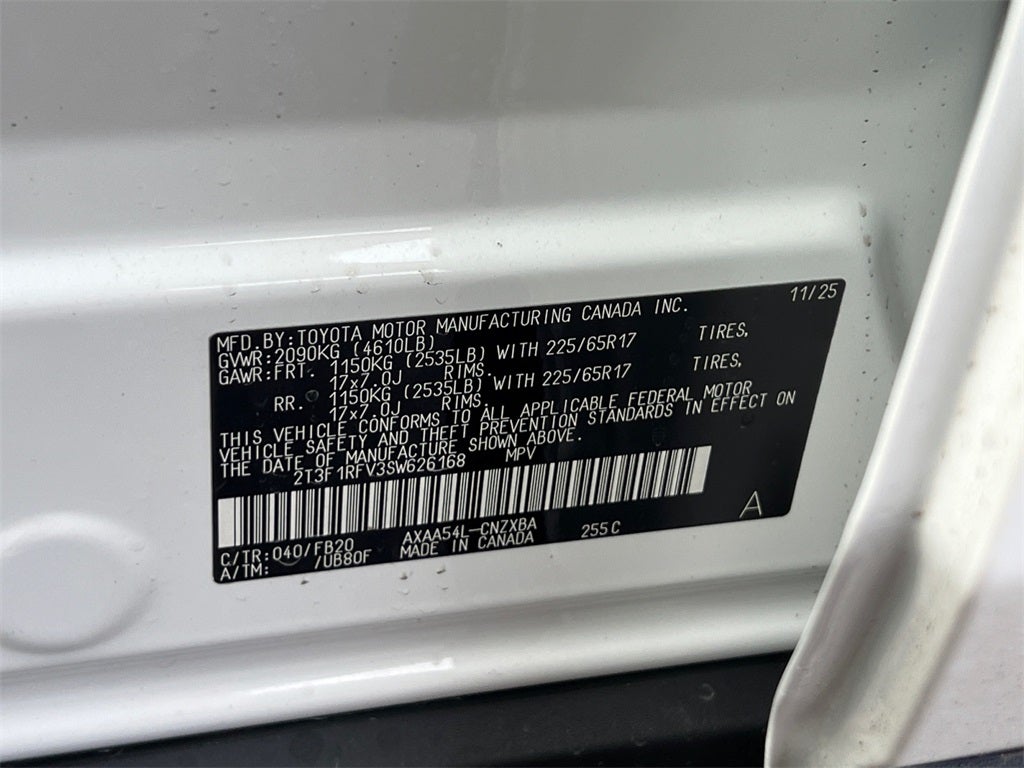 MFD.BY:TOYOTA MOTOR MANUFACTURING CANADA INC. 11/25
GVWR:2090KG (4610LB)
GAWR:FRT. 1150KG (2535LB) WITH 225/65R17 TIRES,
17x7.0J RIMS.
RR. 1150KG (2535LB) WITH 225/65R17 TIRES,
17x7.0J RIMS.
THIS VEHICLE CONFORMS TO ALL APPLICABLE FEDERAL MOTOR
VEHICLE SAFETY AND THEFT PREVENTION STANDARDS IN EFFECT ON
THE DATE OF MANUFACTURE SHOWN ABOVE.
2T3F1RFV3SW626168 MPV
A
C/TR:040/FB20 AXAA54L-CNZXBA 255C
A/TM: /UB80F MADE IN CANADA